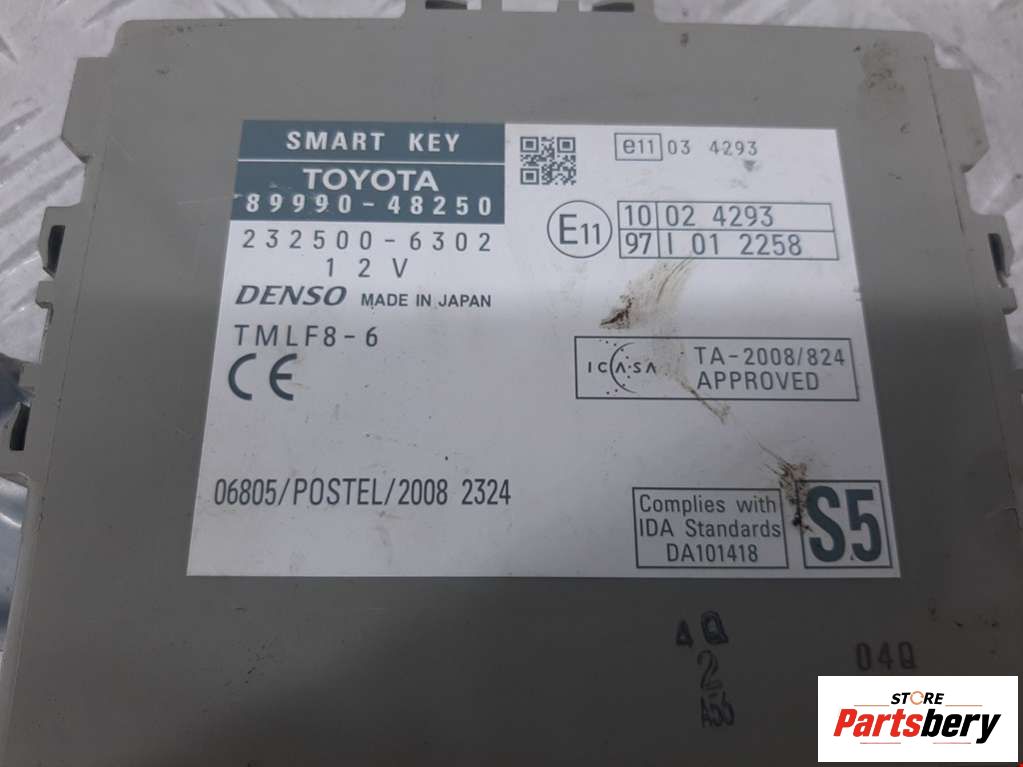 SMART KEY
TOYOTA
89990-48250
232500-6302
12V
DENSO MADE IN JAPAN
TMLF8-6
CE
06805/POSTEL/2008 2324
e11 03 4293
E11
10 02 4293
97 I 01 2258
ICASA
TA-2008/824
APPROVED
Complies with
IDA Standards
DA101418
S5
4Q
2
A55
04Q
STORE
Partsbery